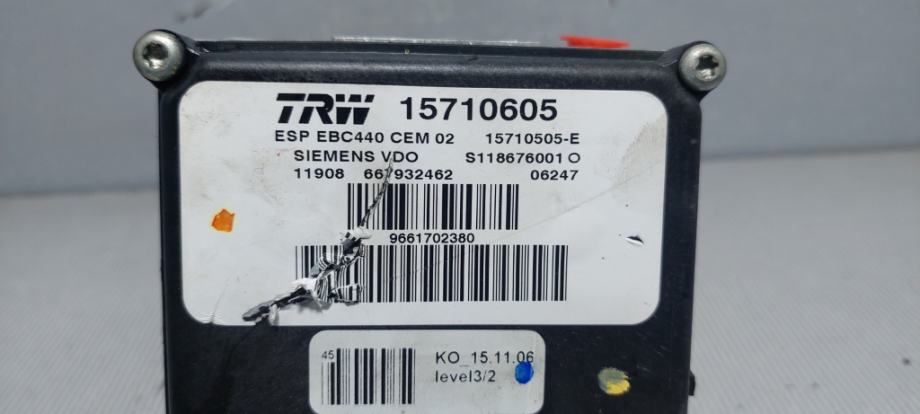 TRW 15710605
ESP EBC440 CEM 02 15710505-E
SIEMENS VDO S118676001 O
11908 667932462 06247
9661702380
45 KO_15.11.06
level3/2